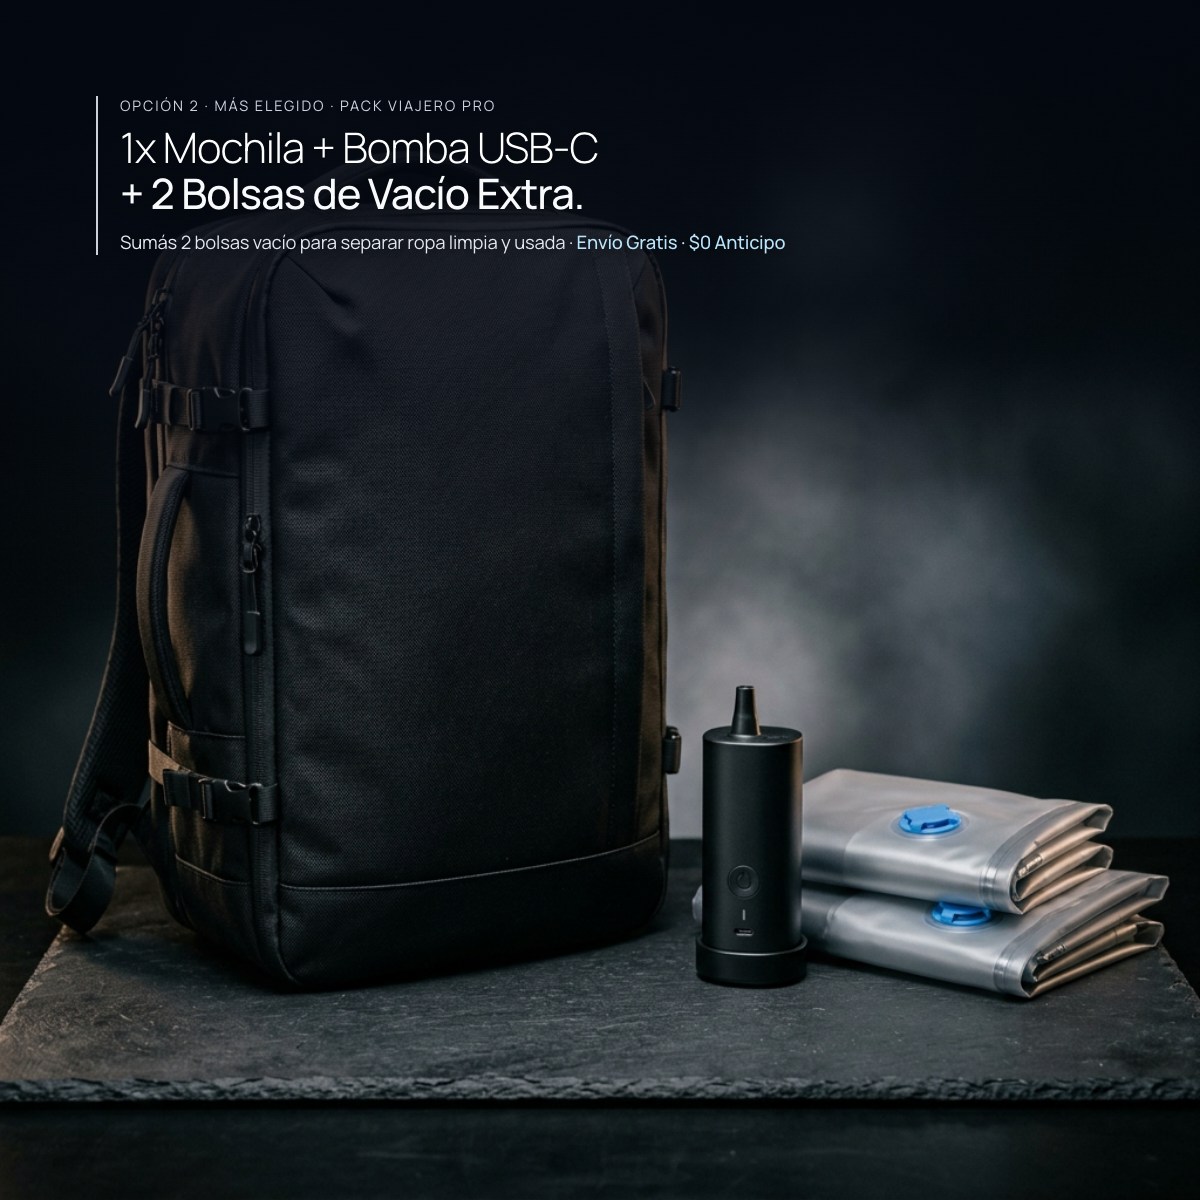 OPCIÓN 2 · MÁS ELEGIDO · PACK VIAJERO PRO
1x Mochila + Bomba USB-C
+ 2 Bolsas de Vacío Extra.
Sumás 2 bolsas vacío para separar ropa limpia y usada · Envío Gratis · $0 Anticipo